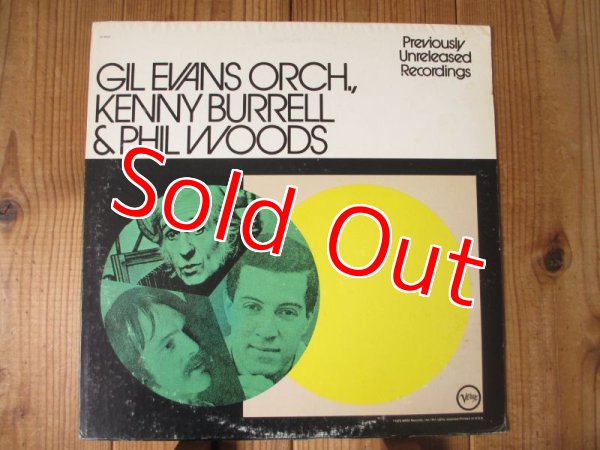 GIL EVANS ORCH.,
KENNY BURRELL
& PHIL WOODS
Previously
Unreleased
Recordings
Sold Out
Verve